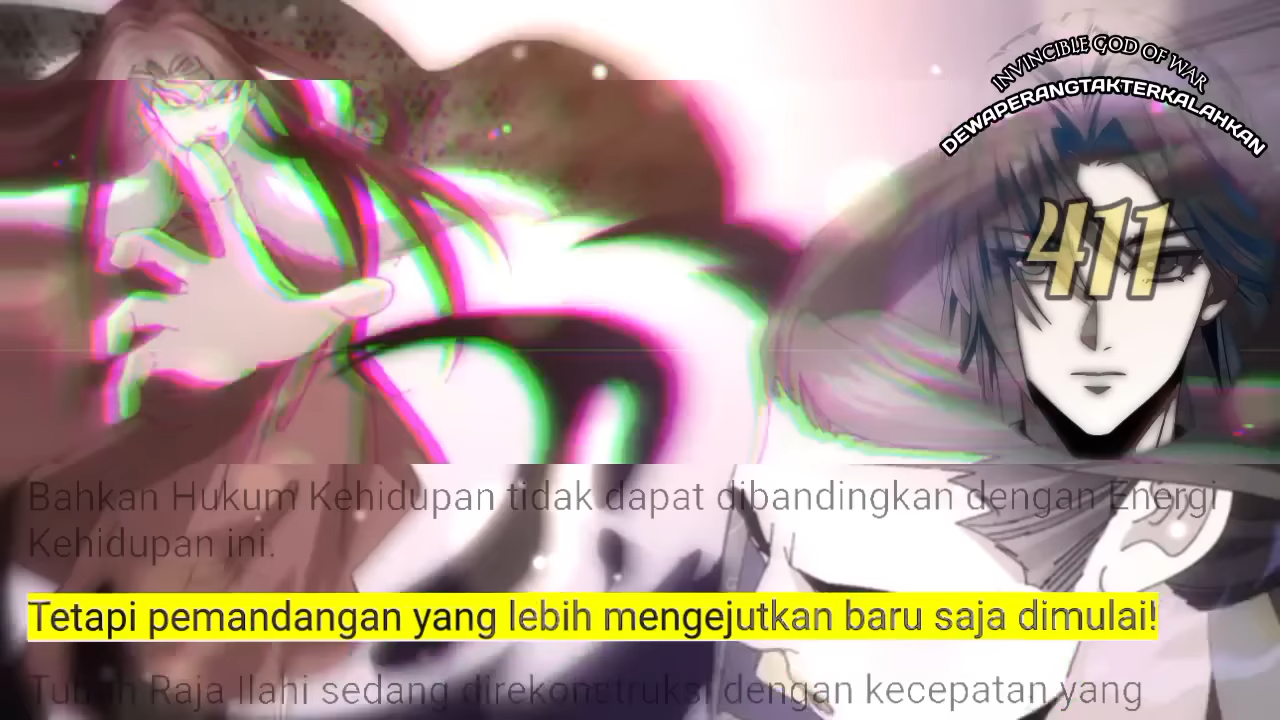 INVINCIBLE GOD OF WAR
DEWAPERANGTAKTERKALAHKAN
411
Bahkan Hukum Kehidupan tidak dapat dibandingkan dengan Energi
Kehidupan ini.
Tetapi pemandangan yang lebih mengejutkan baru saja dimulai!
Tubuh Raja Ilahi sedang direkonstruksi dengan kecepatan yang